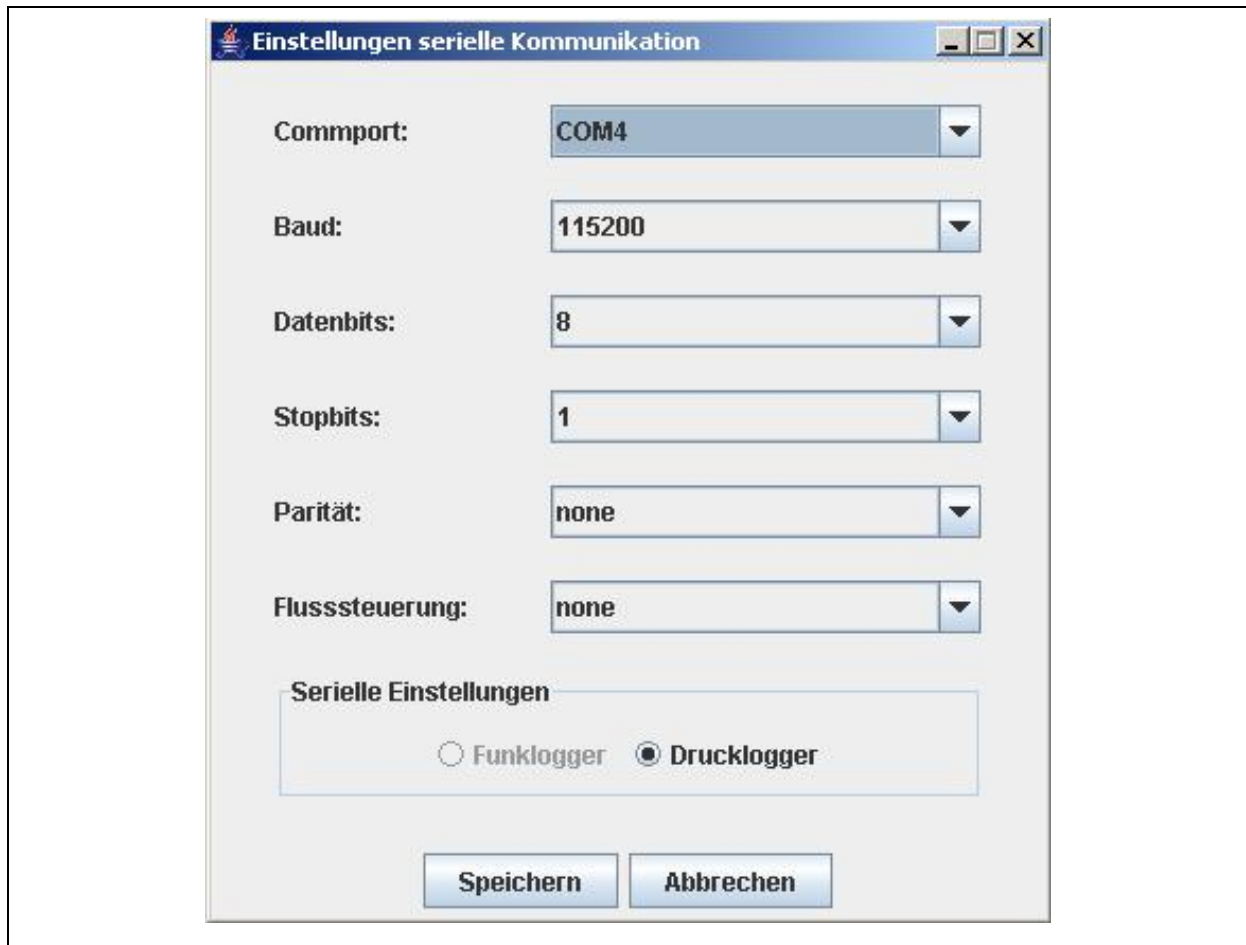 Einstellungen serielle Kommunikation
Commport: COM4
Baud: 115200
Datenbits: 8
Stopbits: 1
Parität: none
Flusssteuerung: none
Serielle Einstellungen
Funklogger Drucklogger
Speichern Abbrechen